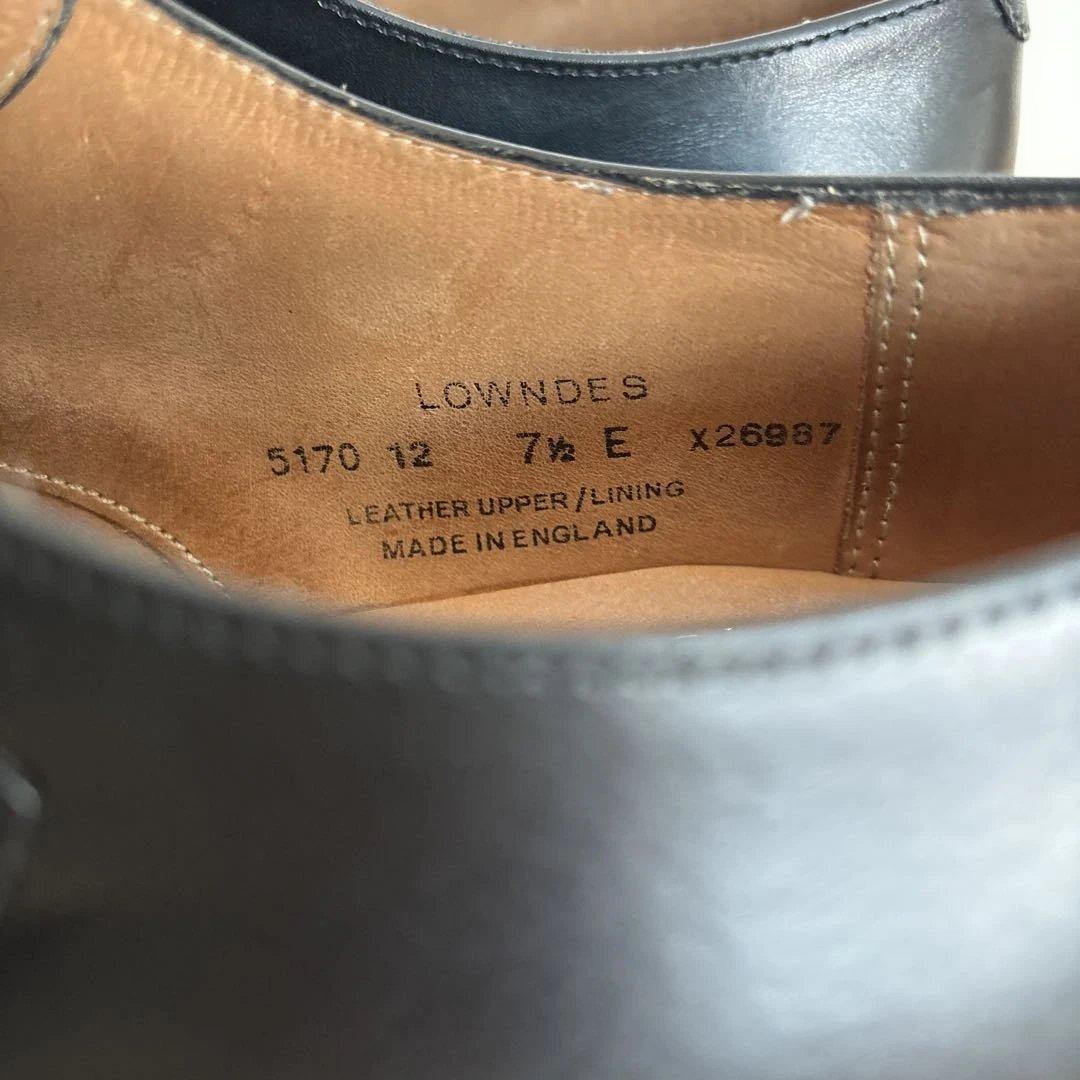 LOWNDES
5170 12 7½ E X26987
LEATHER UPPER/LINING
MADE IN ENGLAND